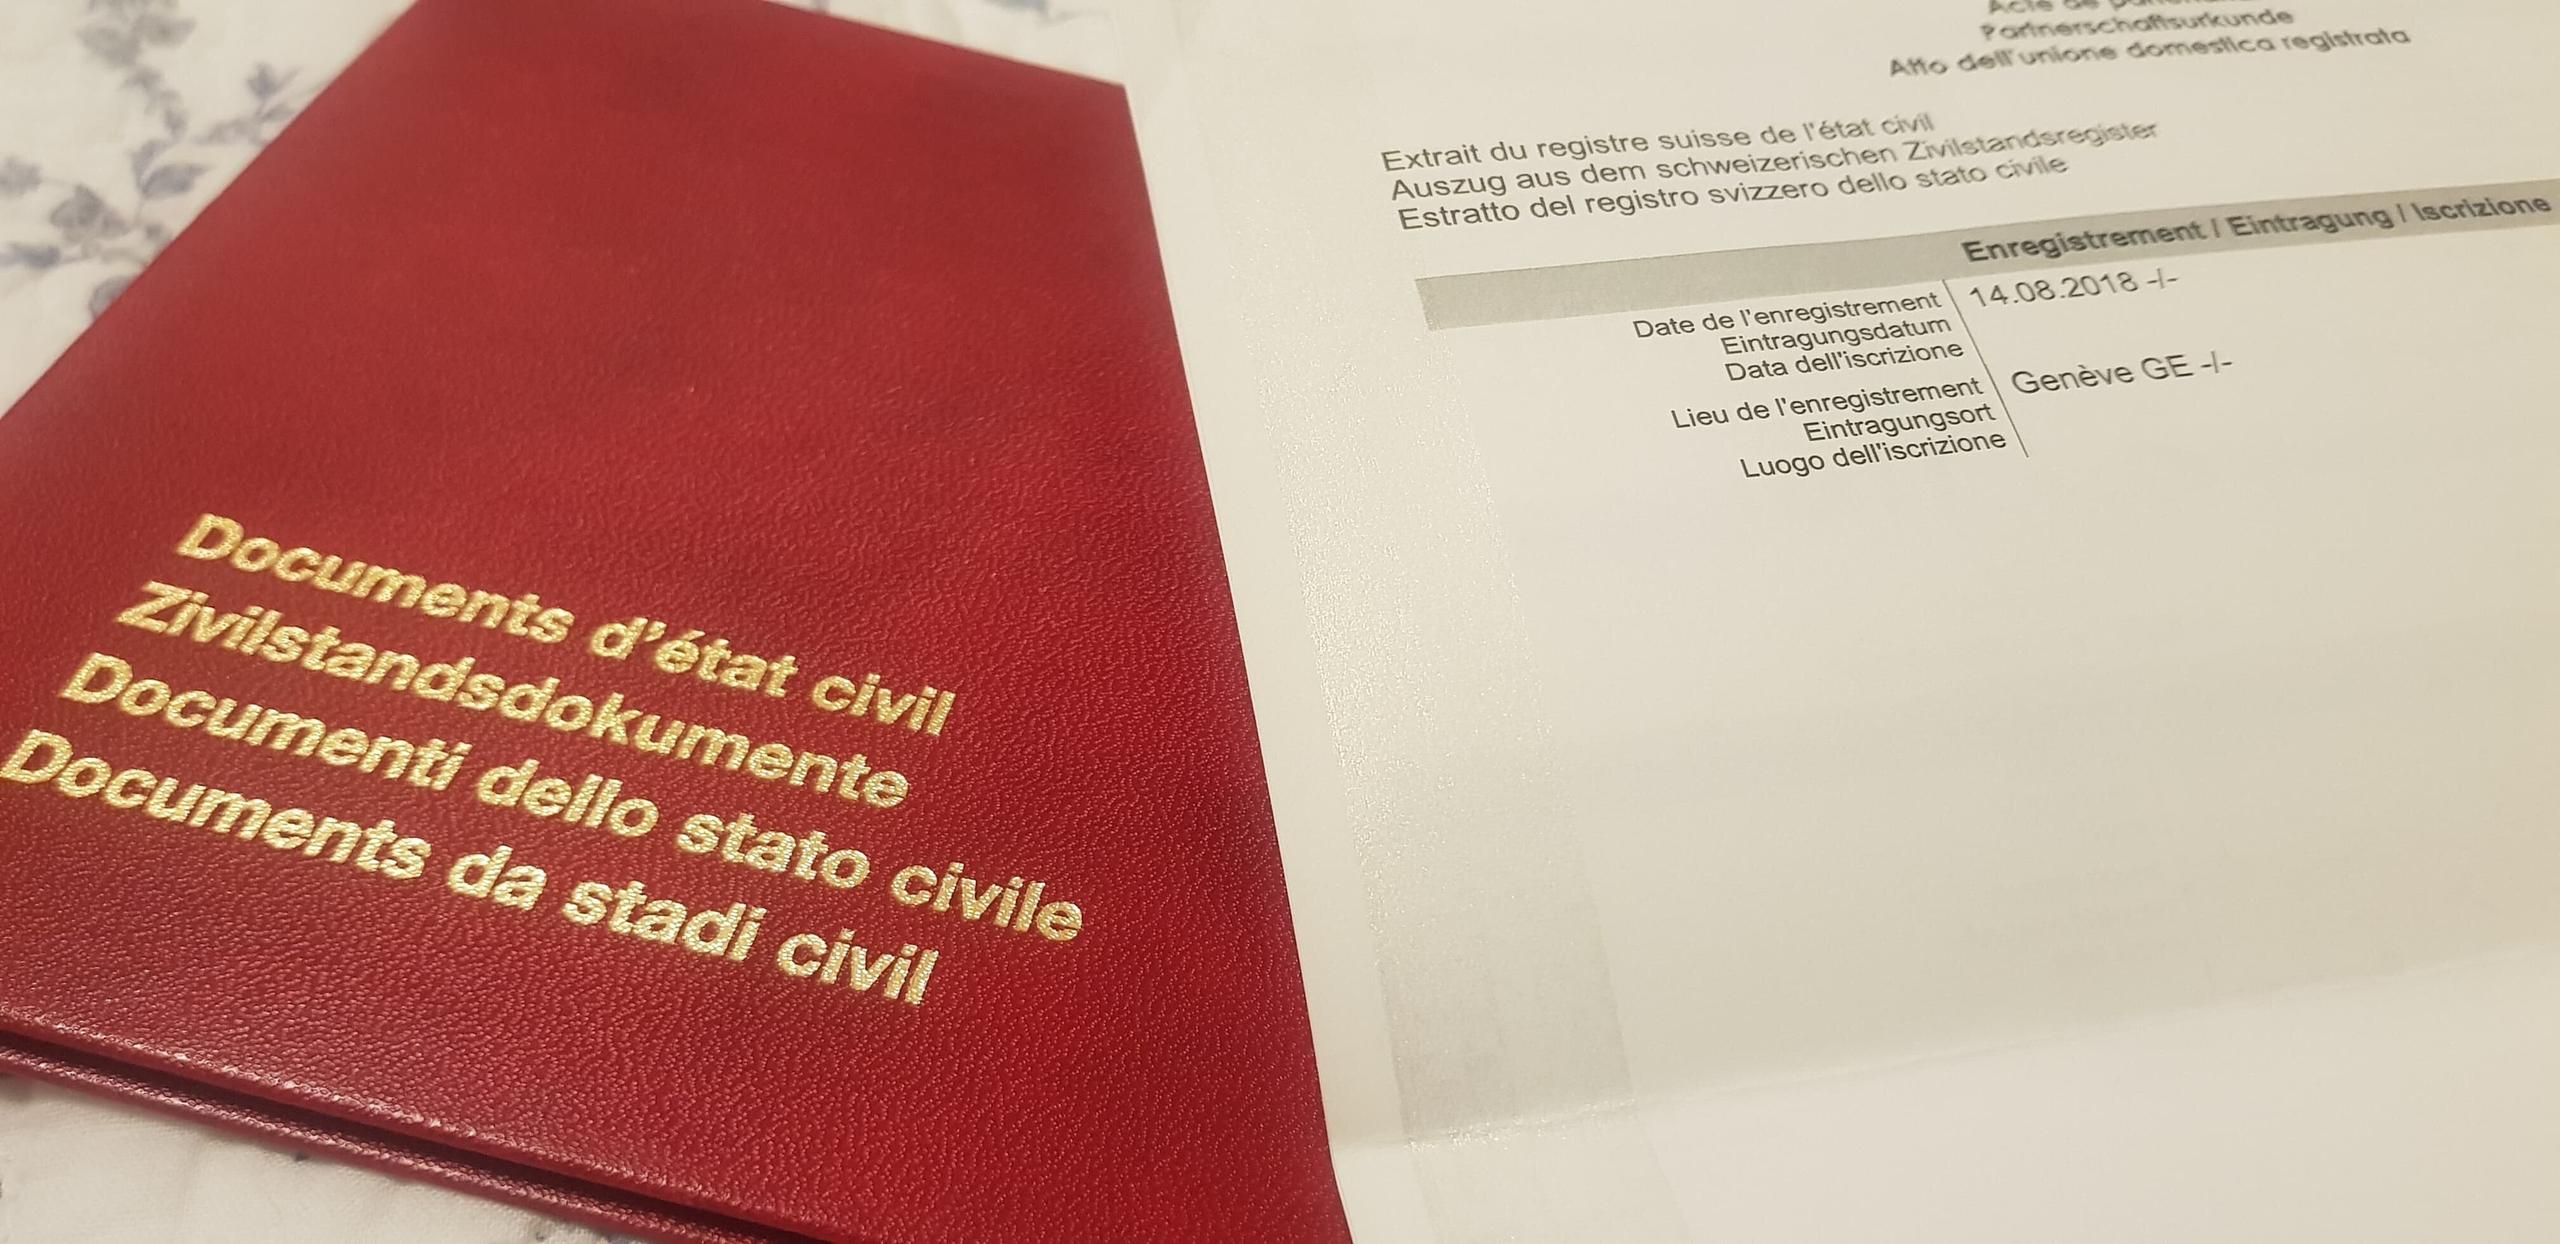 Documents d'état civil
Zivilstandsdokumente
Documenti dello stato civile
Documents da stadi civil
Acte de
Partnerschaftsurkunde
Atto dell'unione domestica registrata
Extrait du registre suisse de l'état civil
Auszug aus dem schweizerischen Zivilstandsregister
Estratto del registro svizzero dello stato civile
Enregistrement / Eintragung / Iscrizione
Date de l'enregistrement
Eintragungsdatum
Data dell'iscrizione
14.08.2018 -/-
Lieu de l'enregistrement
Eintragungsort
Luogo dell'iscrizione
Genève GE -/-